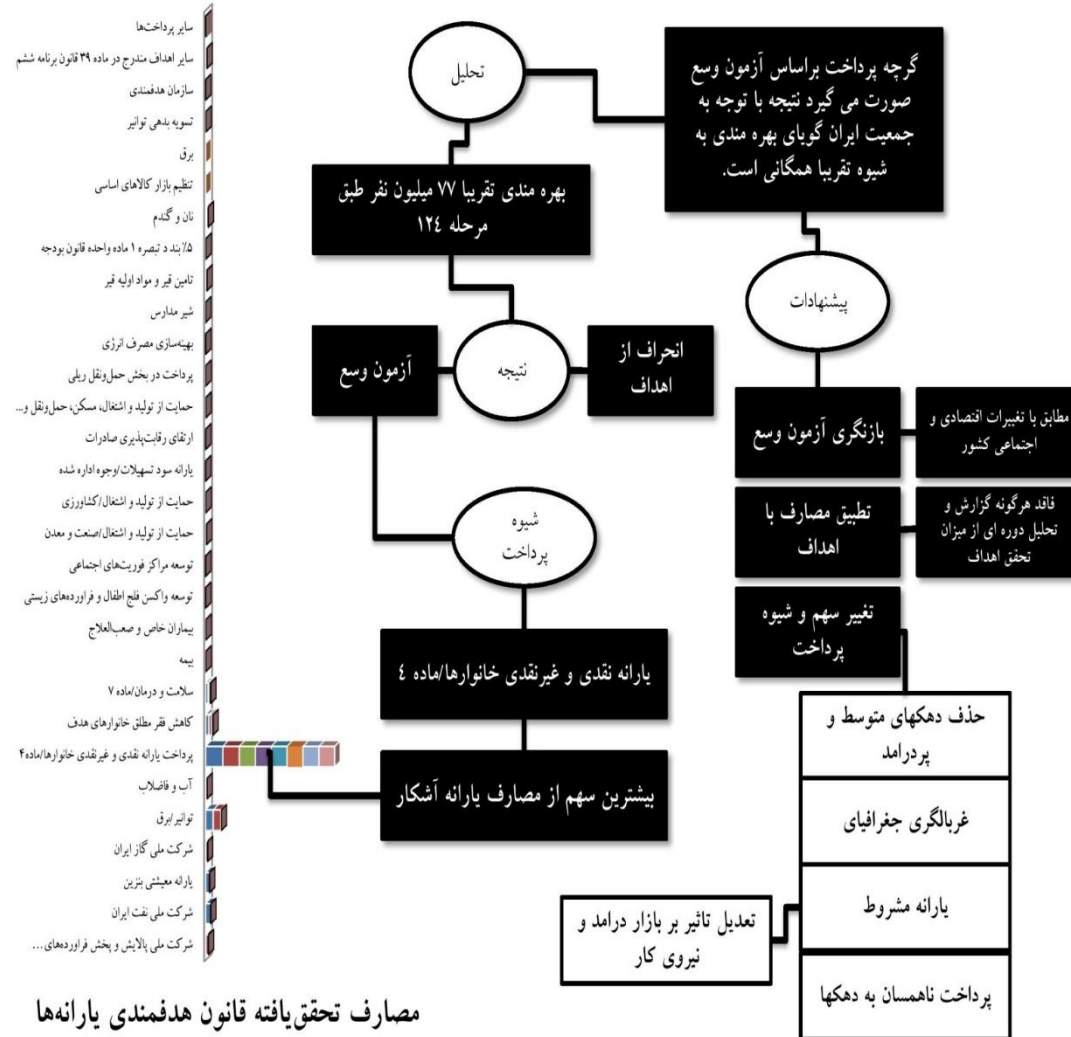 سایر پرداخت‌ها
سایر اهداف مندرج در ماده ۳۹ قانون برنامه ششم
سازمان هدفمندی
تسویه بدهی توانیر
برق
تنظیم بازار کالاهای اساسی
نان و گندم
۵٪ بند د تبصره ۱ ماده واحده قانون بودجه
تامین قیر و مواد اولیه قیر
شیر مدارس
بهینه‌سازی مصرف انرژی
پرداخت در بخش حمل‌ونقل ریلی
حمایت از تولید و اشتغال، مسکن، حمل‌ونقل و...
ارتقای رقابت‌پذیری صادرات
یارانه سود تسهیلات/وجوه اداره شده
حمایت از تولید و اشتغال/کشاورزی
حمایت از تولید و اشتغال/صنعت و معدن
توسعه مراکز فوریت‌های اجتماعی
توسعه واکسن فلج اطفال و فراورده‌های زیستی
بیماران خاص و صعب‌العلاج
بیمه
سلامت و درمان/ماده ۷
کاهش فقر مطلق خانوارهای هدف
پرداخت یارانه نقدی و غیرنقدی خانوارها/ماده۴
آب و فاضلاب
توانیر/برق
شرکت ملی گاز ایران
یارانه معیشتی بنزین
شرکت ملی نفت ایران
شرکت ملی پالایش و پخش فراورده‌های...
مصارف تحقق‌یافته قانون هدفمندی یارانه‌ها
گرچه پرداخت براساس آزمون وسع
صورت می گیرد نتیجه با توجه به
جمعیت ایران گویای بهره مندی به
شیوه تقریبا همگانی است.
تحلیل
بهره مندی تقریبا ۷۷ میلیون نفر طبق
مرحله ۱۲٤
نتیجه
انحراف از
اهداف
آزمون وسع
شیوه
پرداخت
یارانه نقدی و غیرنقدی خانوارها/ماده ٤
بیشترین سهم از مصارف یارانه آشکار
پیشنهادات
بازنگری آزمون وسع
مطابق با تغییرات اقتصادی و
اجتماعی کشور
تطبیق مصارف با
اهداف
فاقد هرگونه گزارش و
تحلیل دوره ای از میزان
تحقق اهداف
تغییر سهم و شیوه
پرداخت
حذف دهکهای متوسط و
پردرامد
غربالگری جغرافیای
یارانه مشروط
تعدیل تاثیر بر بازار درامد و
نیروی کار
پرداخت ناهمسان به دهکها